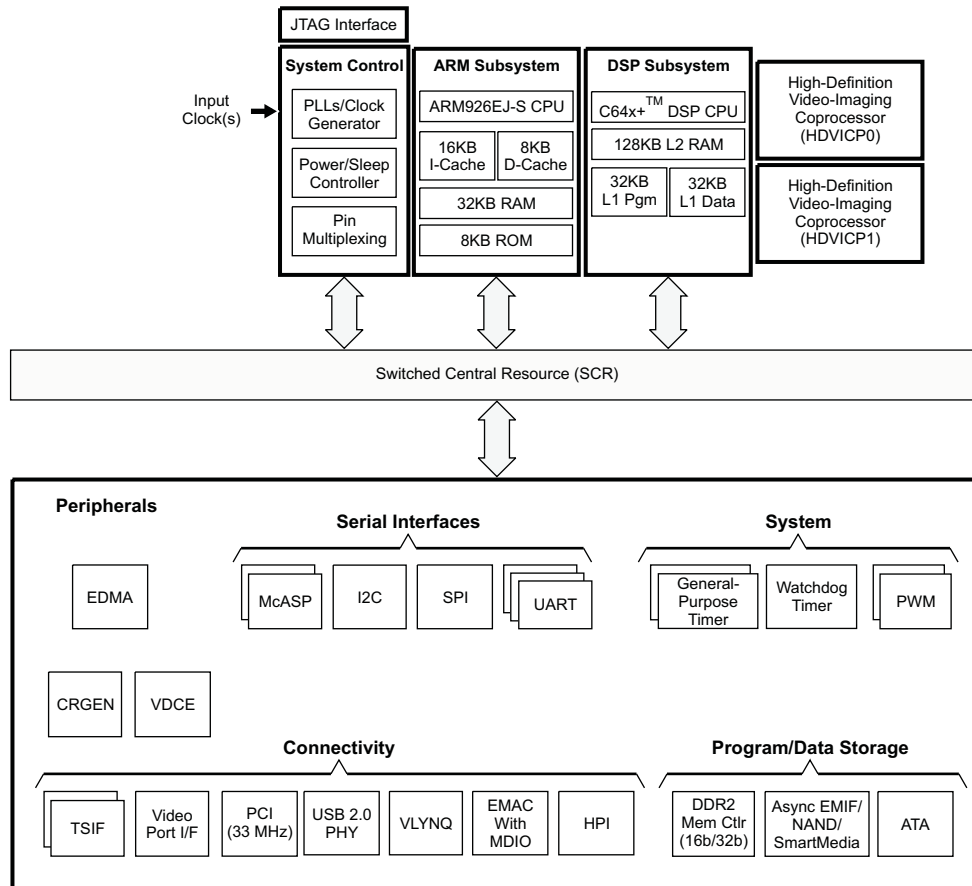 JTAG Interface
System Control
ARM Subsystem
DSP Subsystem
Input
Clock(s)
PLLs/Clock
Generator
Power/Sleep
Controller
Pin
Multiplexing
ARM926EJ-S CPU
16KB
I-Cache
8KB
D-Cache
32KB RAM
8KB ROM
C64x+™ DSP CPU
128KB L2 RAM
32KB
L1 Pgm
32KB
L1 Data
High-Definition
Video-Imaging
Coprocessor
(HDVICP0)
High-Definition
Video-Imaging
Coprocessor
(HDVICP1)
Switched Central Resource (SCR)
Peripherals
EDMA
Serial Interfaces
McASP
I2C
SPI
UART
System
General-
Purpose
Timer
Watchdog
Timer
PWM
CRGEN
VDCE
Connectivity
TSIF
Video
Port I/F
PCI
(33 MHz)
USB 2.0
PHY
VLYNQ
EMAC
With
MDIO
HPI
Program/Data Storage
DDR2
Mem Ctlr
(16b/32b)
Async EMIF/
NAND/
SmartMedia
ATA